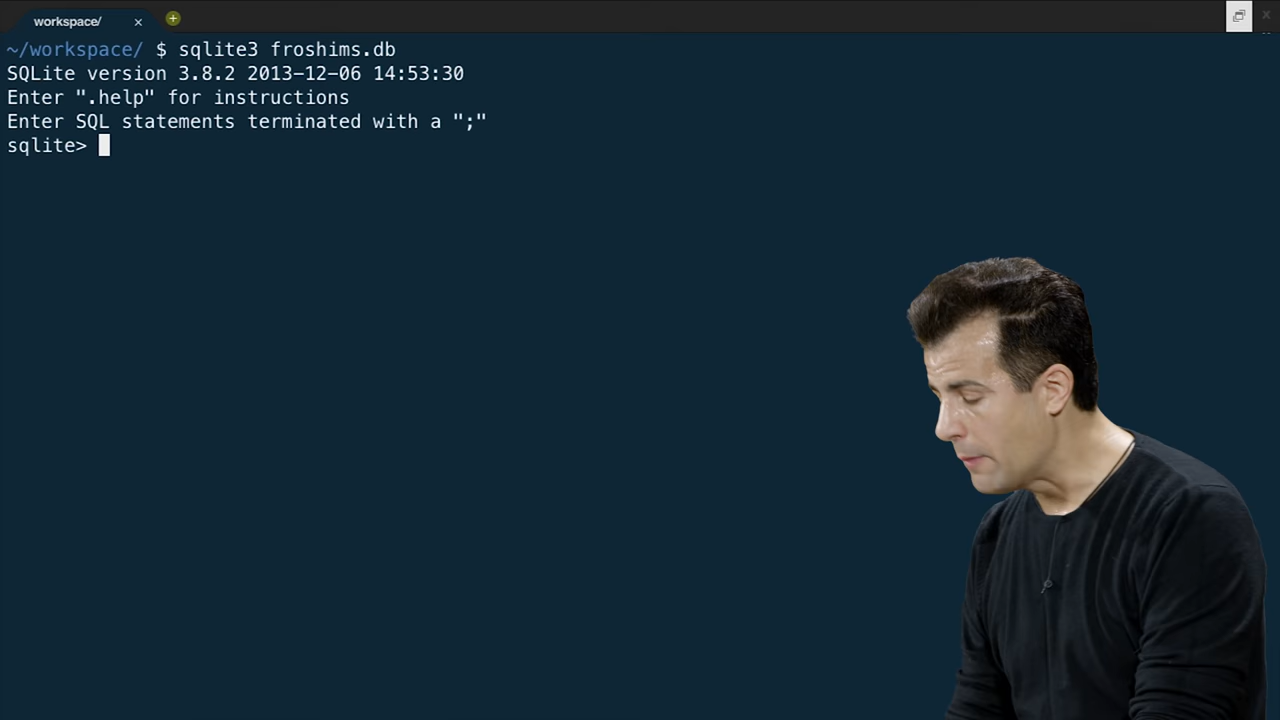 workspace/
~/workspace/ $ sqlite3 froshims.db
SQLite version 3.8.2 2013-12-06 14:53:30
Enter ".help" for instructions
Enter SQL statements terminated with a ";"
sqlite>